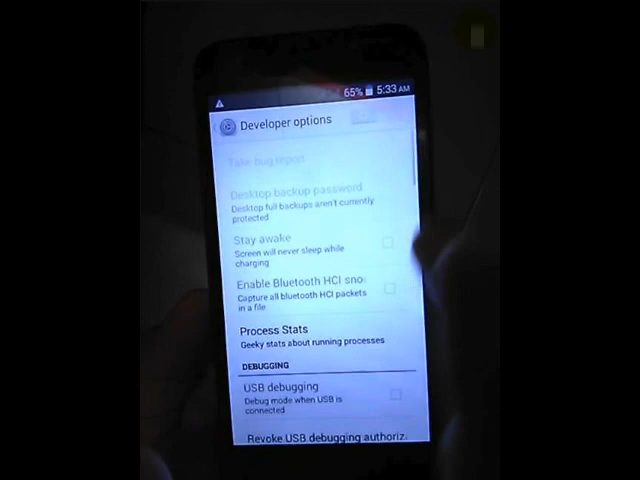 65% 5:33 AM
Developer options
Take bug report
Desktop backup password
Desktop full backups aren't currently
protected
Stay awake
Screen will never sleep while
charging
Enable Bluetooth HCI sno
Capture all bluetooth HCI packets
in a file
Process Stats
Geeky stats about running processes
DEBUGGING
USB debugging
Debug mode when USB is
connected
Revoke USB debugging authoriz